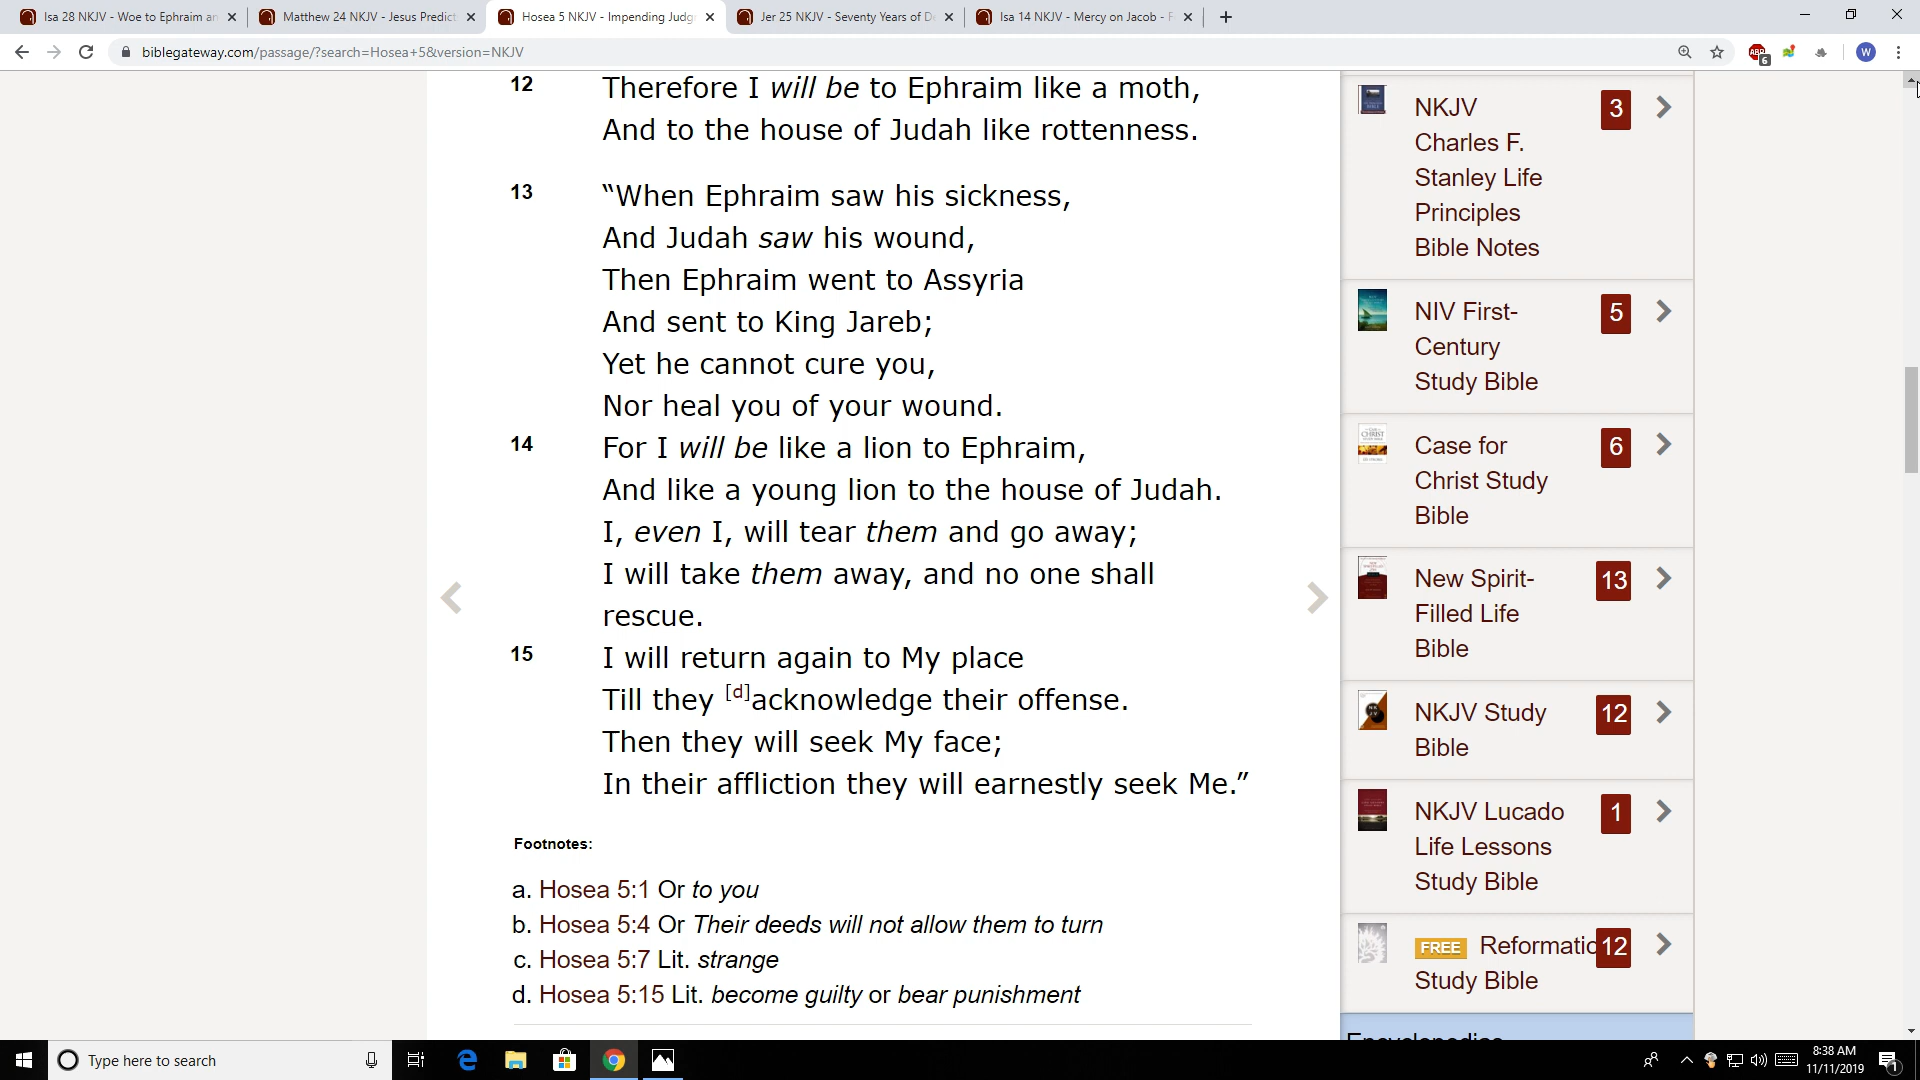 Isa 28 NKJV - Woe to Ephraim an
Matthew 24 NKJV - Jesus Predict
Hosea 5 NKJV - Impending Judg
Jer 25 NKJV - Seventy Years of D
Isa 14 NKJV - Mercy on Jacob - F
biblegateway.com/passage/?search=Hosea+5&version=NKJV
ABP
6
W
12 Therefore I will be to Ephraim like a moth,
And to the house of Judah like rottenness.
13 “When Ephraim saw his sickness,
And Judah saw his wound,
Then Ephraim went to Assyria
And sent to King Jareb;
Yet he cannot cure you,
Nor heal you of your wound.
14 For I will be like a lion to Ephraim,
And like a young lion to the house of Judah.
I, even I, will tear them and go away;
I will take them away, and no one shall
rescue.
15 I will return again to My place
Till they [d]acknowledge their offense.
Then they will seek My face;
In their affliction they will earnestly seek Me.”
Footnotes:
a. Hosea 5:1 Or to you
b. Hosea 5:4 Or Their deeds will not allow them to turn
c. Hosea 5:7 Lit. strange
d. Hosea 5:15 Lit. become guilty or bear punishment
NKJV
Charles F.
Stanley Life
Principles
Bible Notes
3
NIV First-
Century
Study Bible
5
Case for
Christ Study
Bible
6
New Spirit-
Filled Life
Bible
13
NKJV Study
Bible
12
NKJV Lucado
Life Lessons
Study Bible
1
FREE Reformatio
Study Bible
12
Encyclopedias
Type here to search
8:38 AM
11/11/2019
1